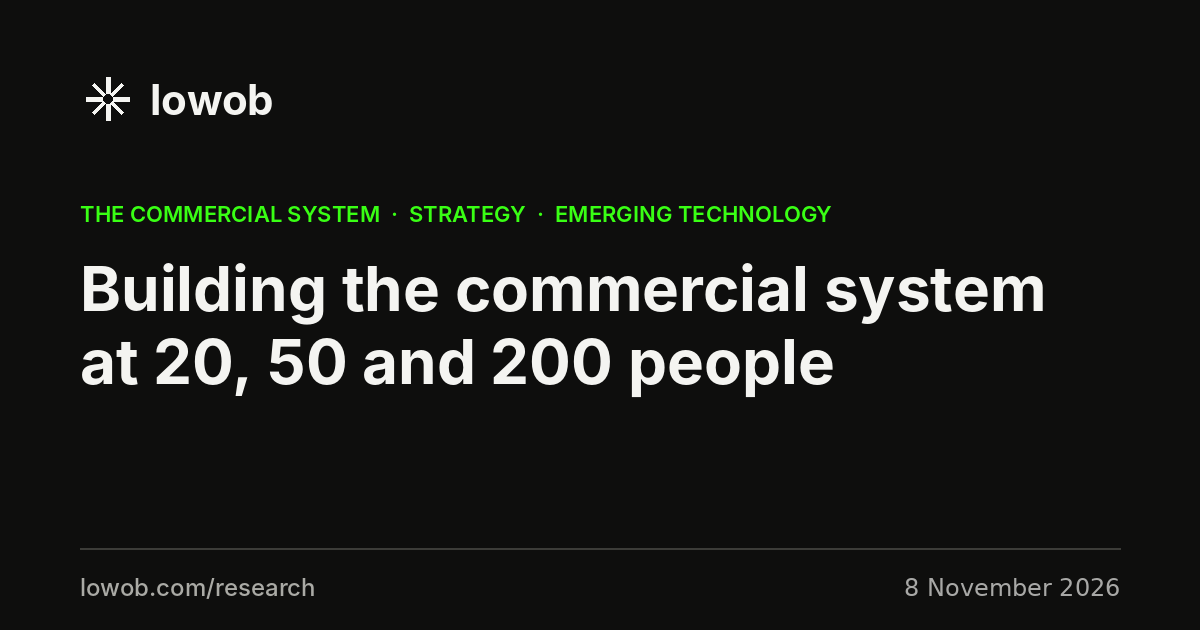 lowob
THE COMMERCIAL SYSTEM · STRATEGY · EMERGING TECHNOLOGY
Building the commercial system
at 20, 50 and 200 people
lowob.com/research
8 November 2026